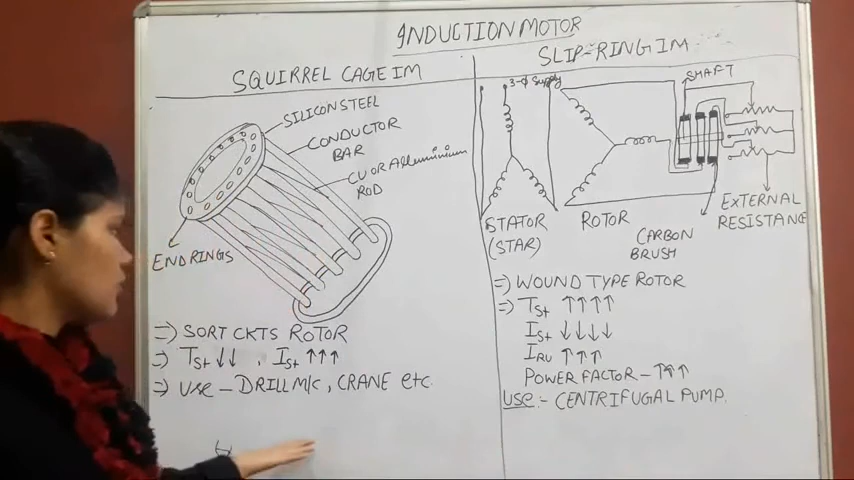 INDUCTION MOTOR
SQUIRREL CAGE IM
SILICON STEEL
CONDUCTOR
BAR
CU OR Alluminium
ROD
END RINGS
=) SORT CKTS ROTOR
=) TSt ↓↓ , ISt ↑↑↑
=) Use - DRILL M/c, CRANE etc.
SLIP-RING IM
3-Φ Supply
SHAFT
STATOR
(STAR)
ROTOR
CARBON
BRUSH
EXTERNAL
RESISTANCE
=) WOUND TYPE ROTOR
=) TSt ↑↑↑↑
ISt ↓↓↓↓
POWER FACTOR - ↑↑↑
USE :- CENTRIFUGAL PUMP.